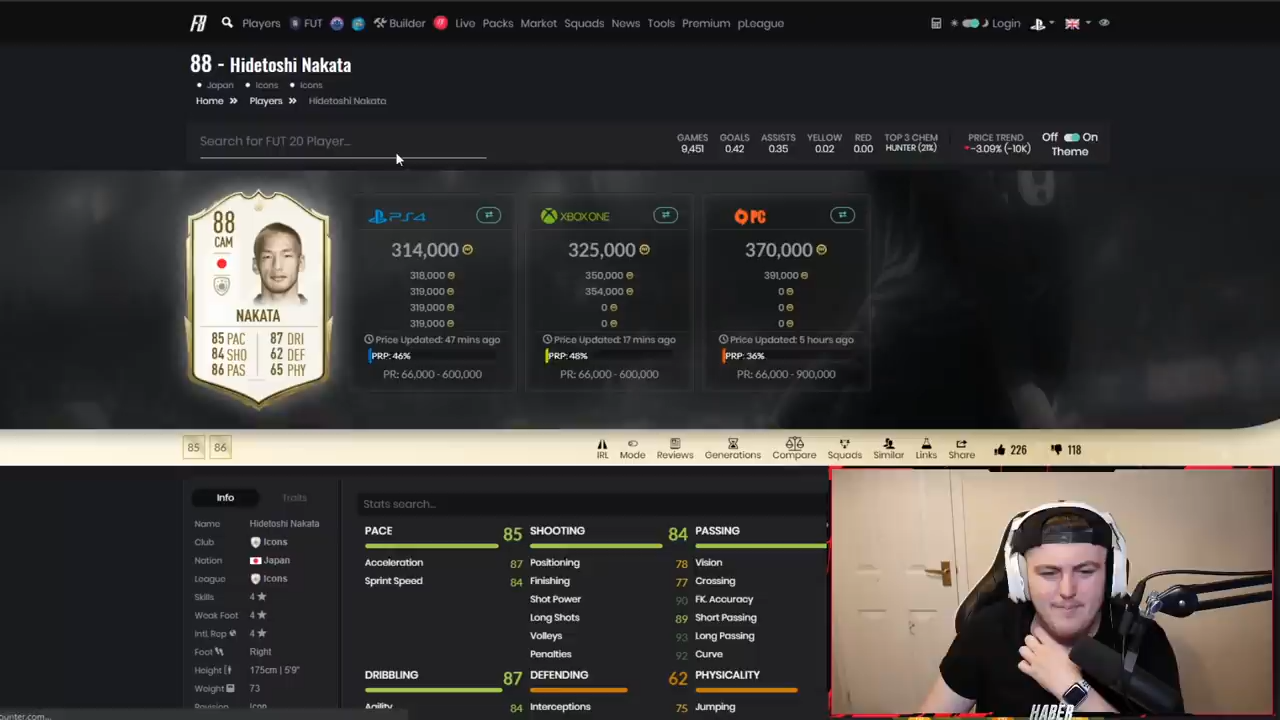 FB Players FUT Builder Live Packs Market Squads News Tools Premium pLeague Login
88 - Hidetoshi Nakata
Japan Icons Icons
Home » Players » Hidetoshi Nakata
Search for FUT 20 Player...
GAMES GOALS ASSISTS YELLOW RED TOP 3 CHEM PRICE TREND Off On
9,451 0.42 0.35 0.02 0.00 HUNTER (21%) -3.09% (-10K) Theme
88
CAM
NAKATA
85 PAC 87 DRI
84 SHO 62 DEF
86 PAS 65 PHY
PS4
314,000
318,000
319,000
319,000
319,000
Price Updated: 47 mins ago
PRP: 46%
PR: 66,000 - 600,000
XBOX ONE
325,000
350,000
354,000
0
0
Price Updated: 17 mins ago
PRP: 48%
PR: 66,000 - 600,000
PC
370,000
391,000
0
0
0
Price Updated: 5 hours ago
PRP: 36%
PR: 66,000 - 900,000
85 86
IRL Mode Reviews Generations Compare Squads Similar Links Share 226 118
Info Traits
Name Hidetoshi Nakata
Club Icons
Nation Japan
League Icons
Skills 4
Weak Foot 4
Intl. Rep 4
Foot Right
Height 175cm | 5'9"
Weight 73
Revision Icon
Stats search...
PACE 85
Acceleration 87
Sprint Speed 84
SHOOTING 84
Positioning 78
Finishing 77
Shot Power 90
Long Shots 89
Volleys 93
Penalties 92
PASSING
Vision
Crossing
FK. Accuracy
Short Passing
Long Passing
Curve
DRIBBLING 87
Agility 84
DEFENDING 62
Interceptions 75
PHYSICALITY
Jumping
ounter.com...
HABER